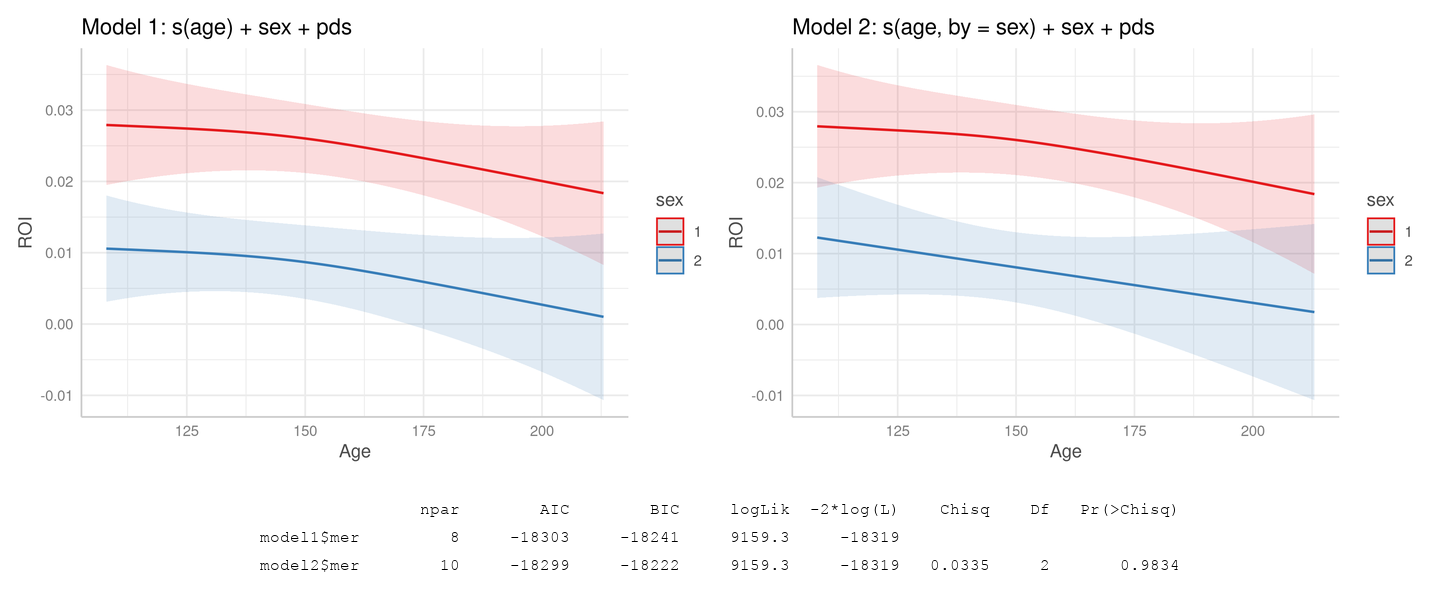 Model 1: s(age) + sex + pds
ROI
0.03
0.02
0.01
0.00
-0.01
125 150 175 200
Age
sex
1
2
Model 2: s(age, by = sex) + sex + pds
ROI
0.03
0.02
0.01
0.00
-0.01
125 150 175 200
Age
sex
1
2
npar AIC BIC logLik -2*log(L) Chisq Df Pr(>Chisq)
model1$mer 8 -18303 -18241 9159.3 -18319
model2$mer 10 -18299 -18222 9159.3 -18319 0.0335 2 0.9834